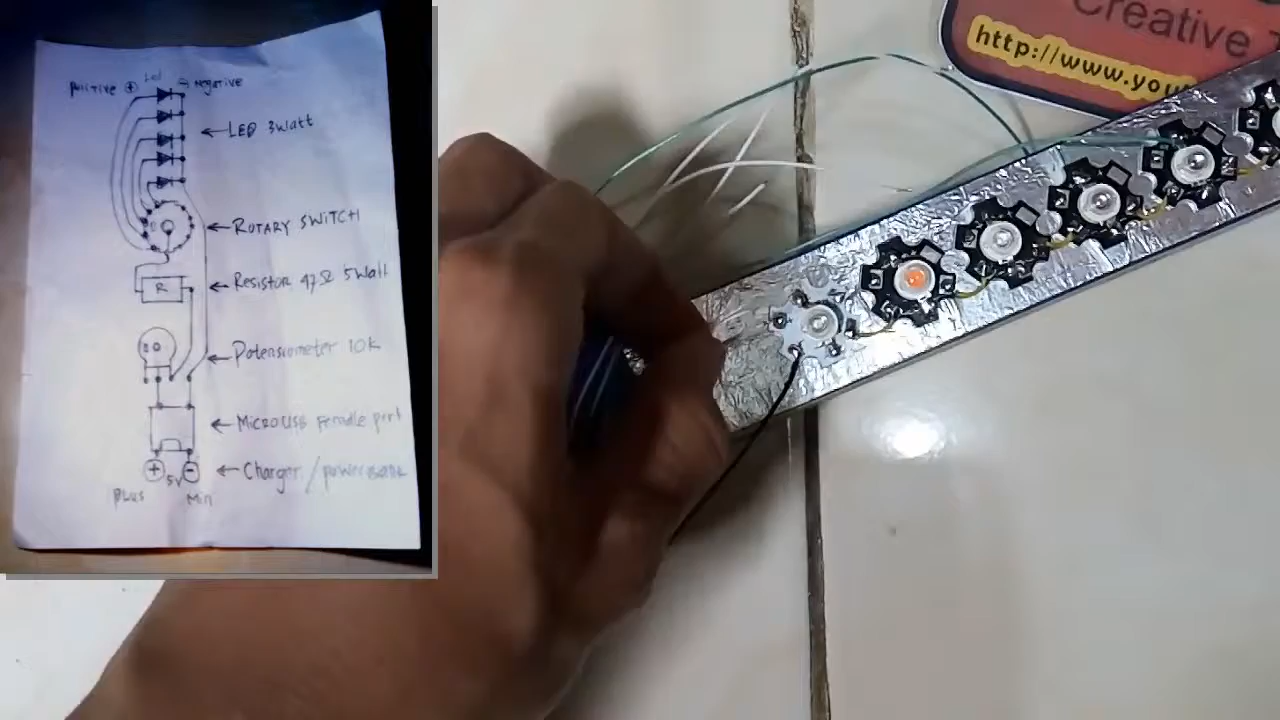 Led
positive + - negative
LED 3watt
ROTARY SWITCH
R
Resistor 47Ω 5Watt
Potensiometer 10K
MICROUSB Female port
+ 5V -
Charger/powerbank
plus Min
Creative
http://www.you